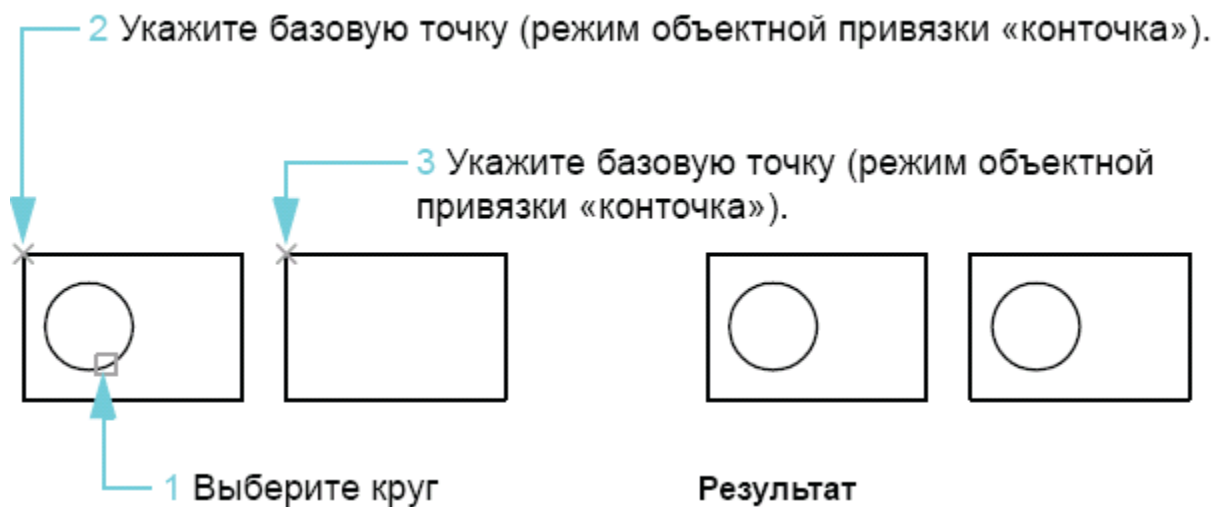 2 Укажите базовую точку (режим объектной привязки «конточка»).
3 Укажите базовую точку (режим объектной
привязки «конточка»).
1 Выберите круг
Результат